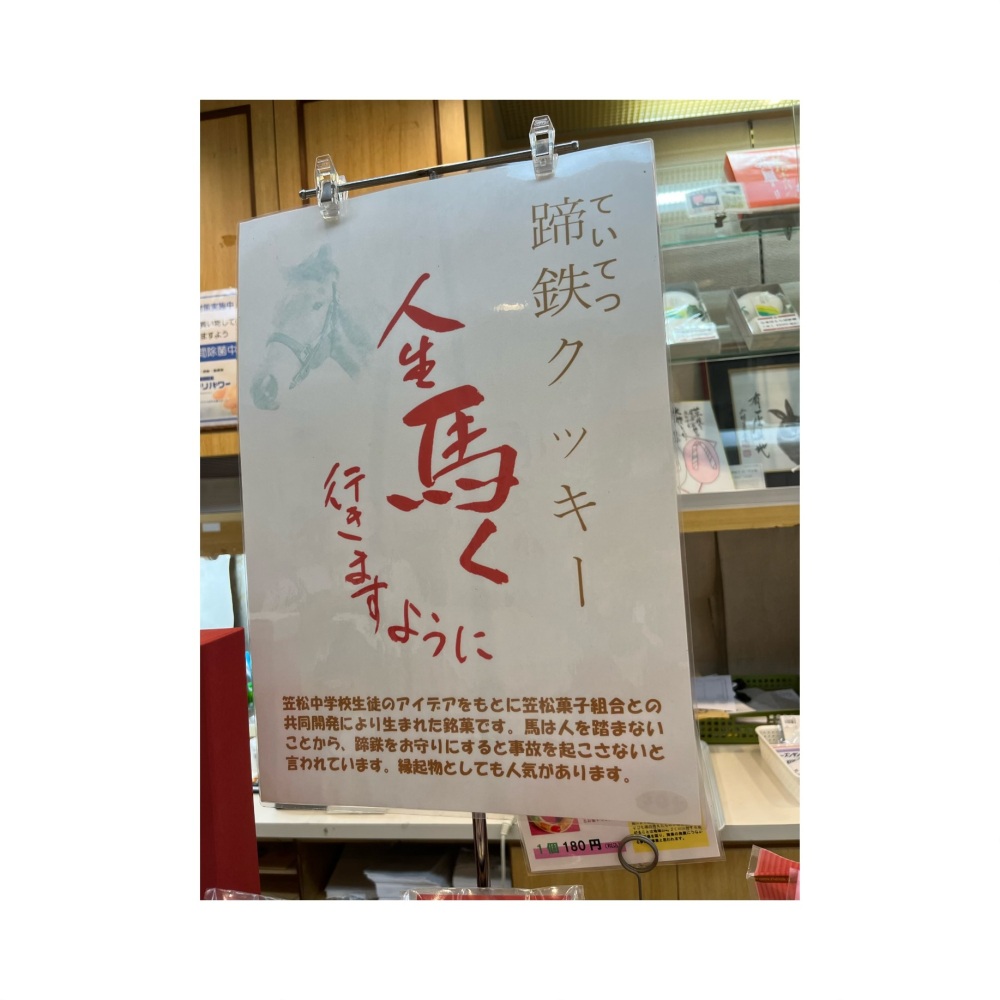 蹄鉄クッキー
ていてつ
人生
馬く
行きます
ように
笠松中学校生徒のアイデアをもとに笠松菓子組合との
共同開発により生まれた銘菓です。馬は人を踏まない
ことから、蹄鉄をお守りにすると事故を起こさないと
言われています。縁起物としても人気があります。
1個180円